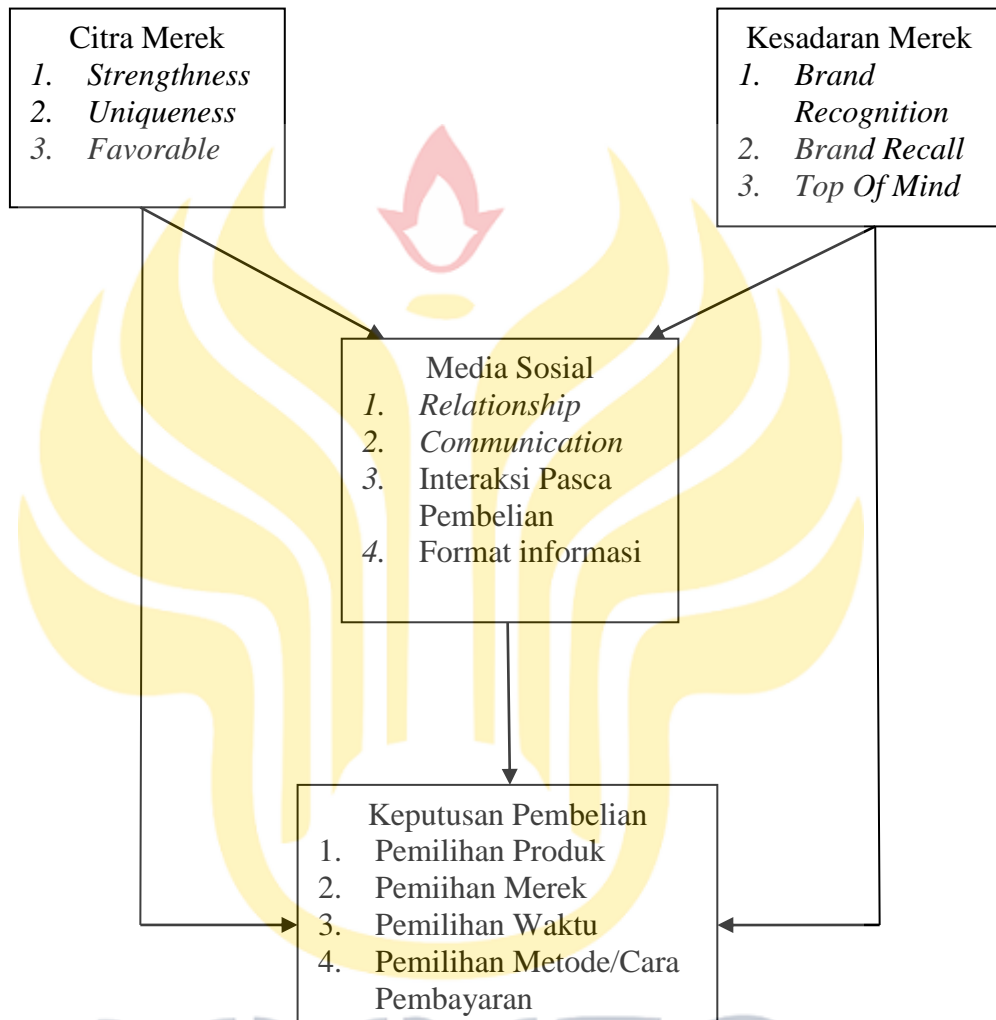 Citra Merek
1. Strengthness
2. Uniqueness
3. Favorable
Kesadaran Merek
1. Brand
Recognition
2. Brand Recall
3. Top Of Mind
Media Sosial
1. Relationship
2. Communication
3. Interaksi Pasca
Pembelian
4. Format informasi
Keputusan Pembelian
1. Pemilihan Produk
2. Pemiihan Merek
3. Pemilihan Waktu
4. Pemilihan Metode/Cara
Pembayaran